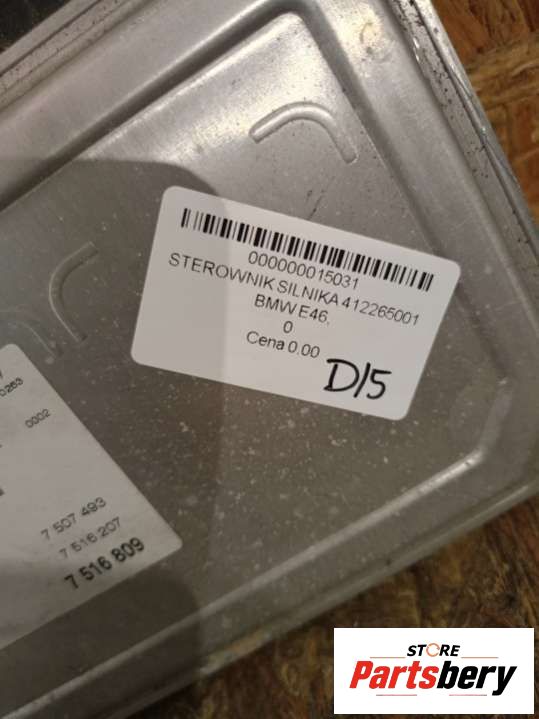 000000015031
STEROWNIK SILNIKA 412265001
BMW E46,
0
Cena 0.00
D/5
0002
7 507 493
7 516 207
7 516 809
STORE
Partsbery